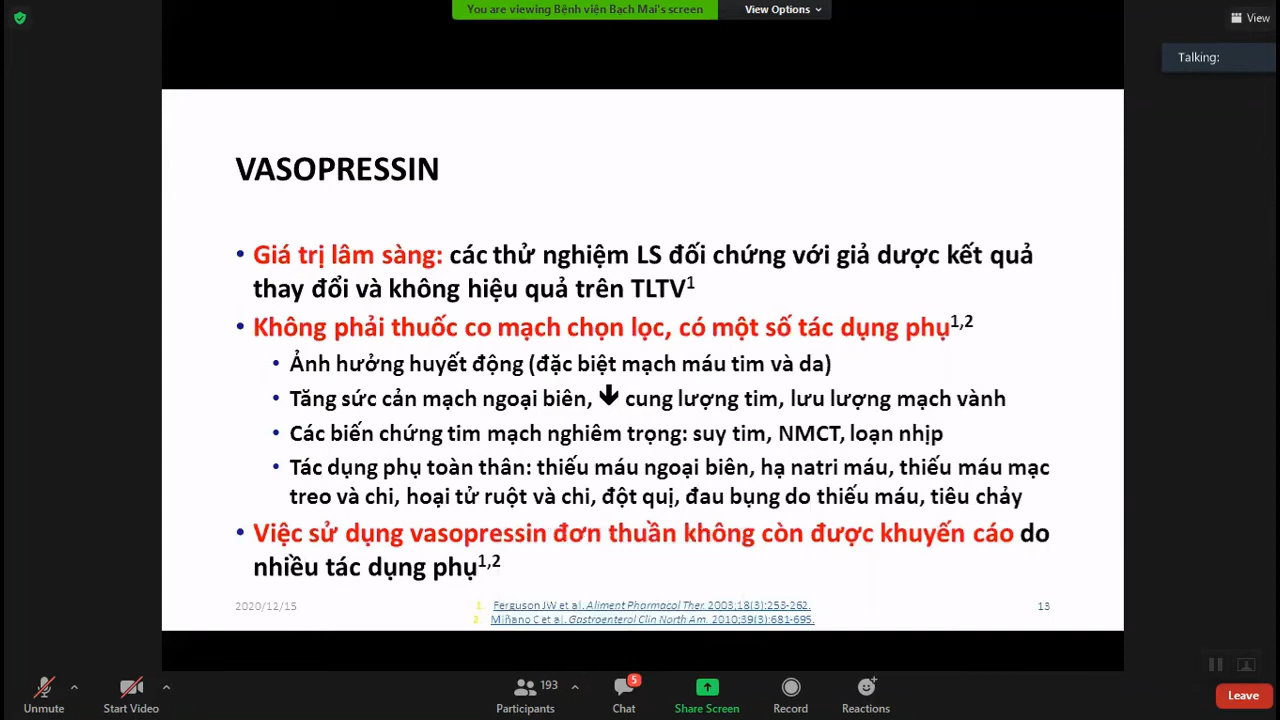 You are viewing Bệnh viện Bạch Mai's screen
View Options
View
Talking:
VASOPRESSIN
• Giá trị lâm sàng: các thử nghiệm LS đối chứng với giả dược kết quả
thay đổi và không hiệu quả trên TLTV1
• Không phải thuốc co mạch chọn lọc, có một số tác dụng phụ1,2
• Ảnh hưởng huyết động (đặc biệt mạch máu tim và da)
• Tăng sức cản mạch ngoại biên, 🡻 cung lượng tim, lưu lượng mạch vành
• Các biến chứng tim mạch nghiêm trọng: suy tim, NMCT, loạn nhịp
• Tác dụng phụ toàn thân: thiếu máu ngoại biên, hạ natri máu, thiếu máu mạc
treo và chi, hoại tử ruột và chi, đột quị, đau bụng do thiếu máu, tiêu chảy
• Việc sử dụng vasopressin đơn thuần không còn được khuyến cáo do
nhiều tác dụng phụ1,2
2020/12/15
1. Ferguson JW et al. Aliment Pharmacol Ther. 2003;18(3):253-262.
2. Miñano C et al. Gastroenterol Clin North Am. 2010;39(3):681-695.
13
Unmute
Start Video
193
Participants
5
Chat
Share Screen
Record
Reactions
Leave